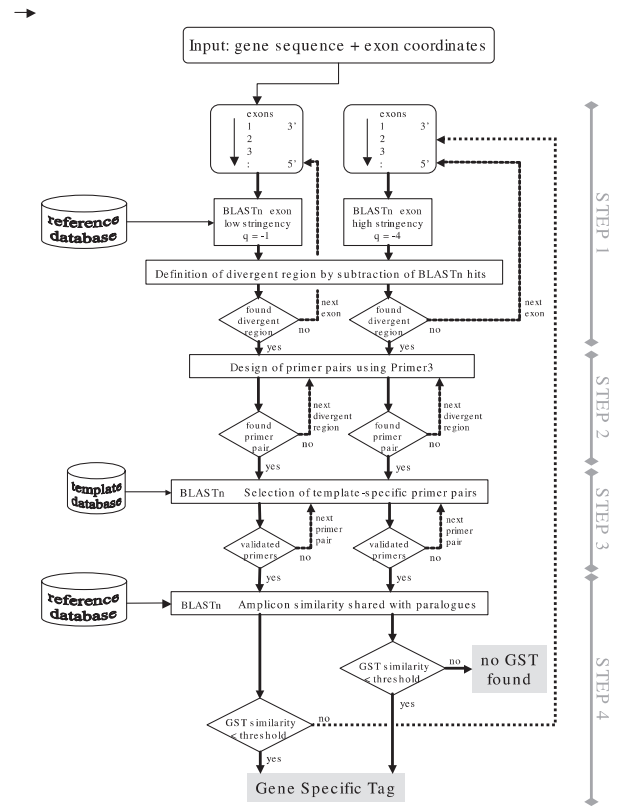 Input: gene sequence + exon coordinates
exons
1 3'
2
3
: 5'
exons
1 3'
2
3
: 5'
reference
database
BLASTn exon
low stringency
q = -1
BLASTn exon
high stringency
q = -4
STEP 1
Definition of divergent region by subtraction of BLASTn hits
found
divergent
region
no
next
exon
found
divergent
region
no
next
exon
yes
yes
Design of primer pairs using Primer3
STEP 2
found
primer
pair
no
next
divergent
region
found
primer
pair
no
next
divergent
region
yes
yes
template
database
BLASTn Selection of template-specific primer pairs
STEP 3
validated
primers
no
next
primer
pair
validated
primers
no
next
primer
pair
yes
yes
reference
database
BLASTn Amplicon similarity shared with paralogues
STEP 4
GST similarity
< threshold
no
no GST
found
yes
GST similarity
< threshold
no
yes
Gene Specific Tag